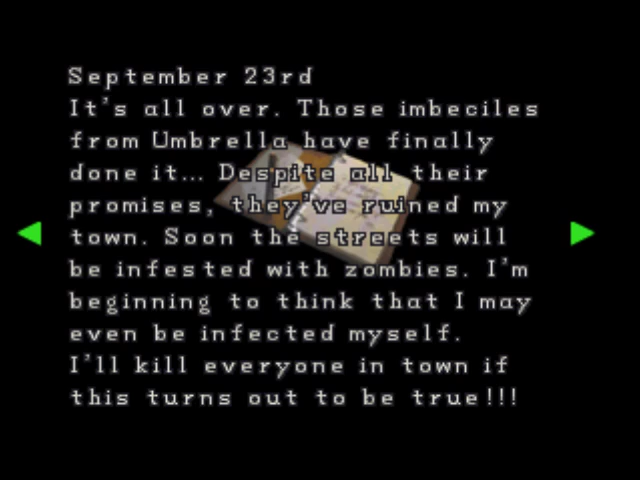 September 23rd
It's all over. Those imbeciles
from Umbrella have finally
done it... Despite all their
promises, they've ruined my
town. Soon the streets will
be infested with zombies. I'm
beginning to think that I may
even be infected myself.
I'll kill everyone in town if
this turns out to be true!!!